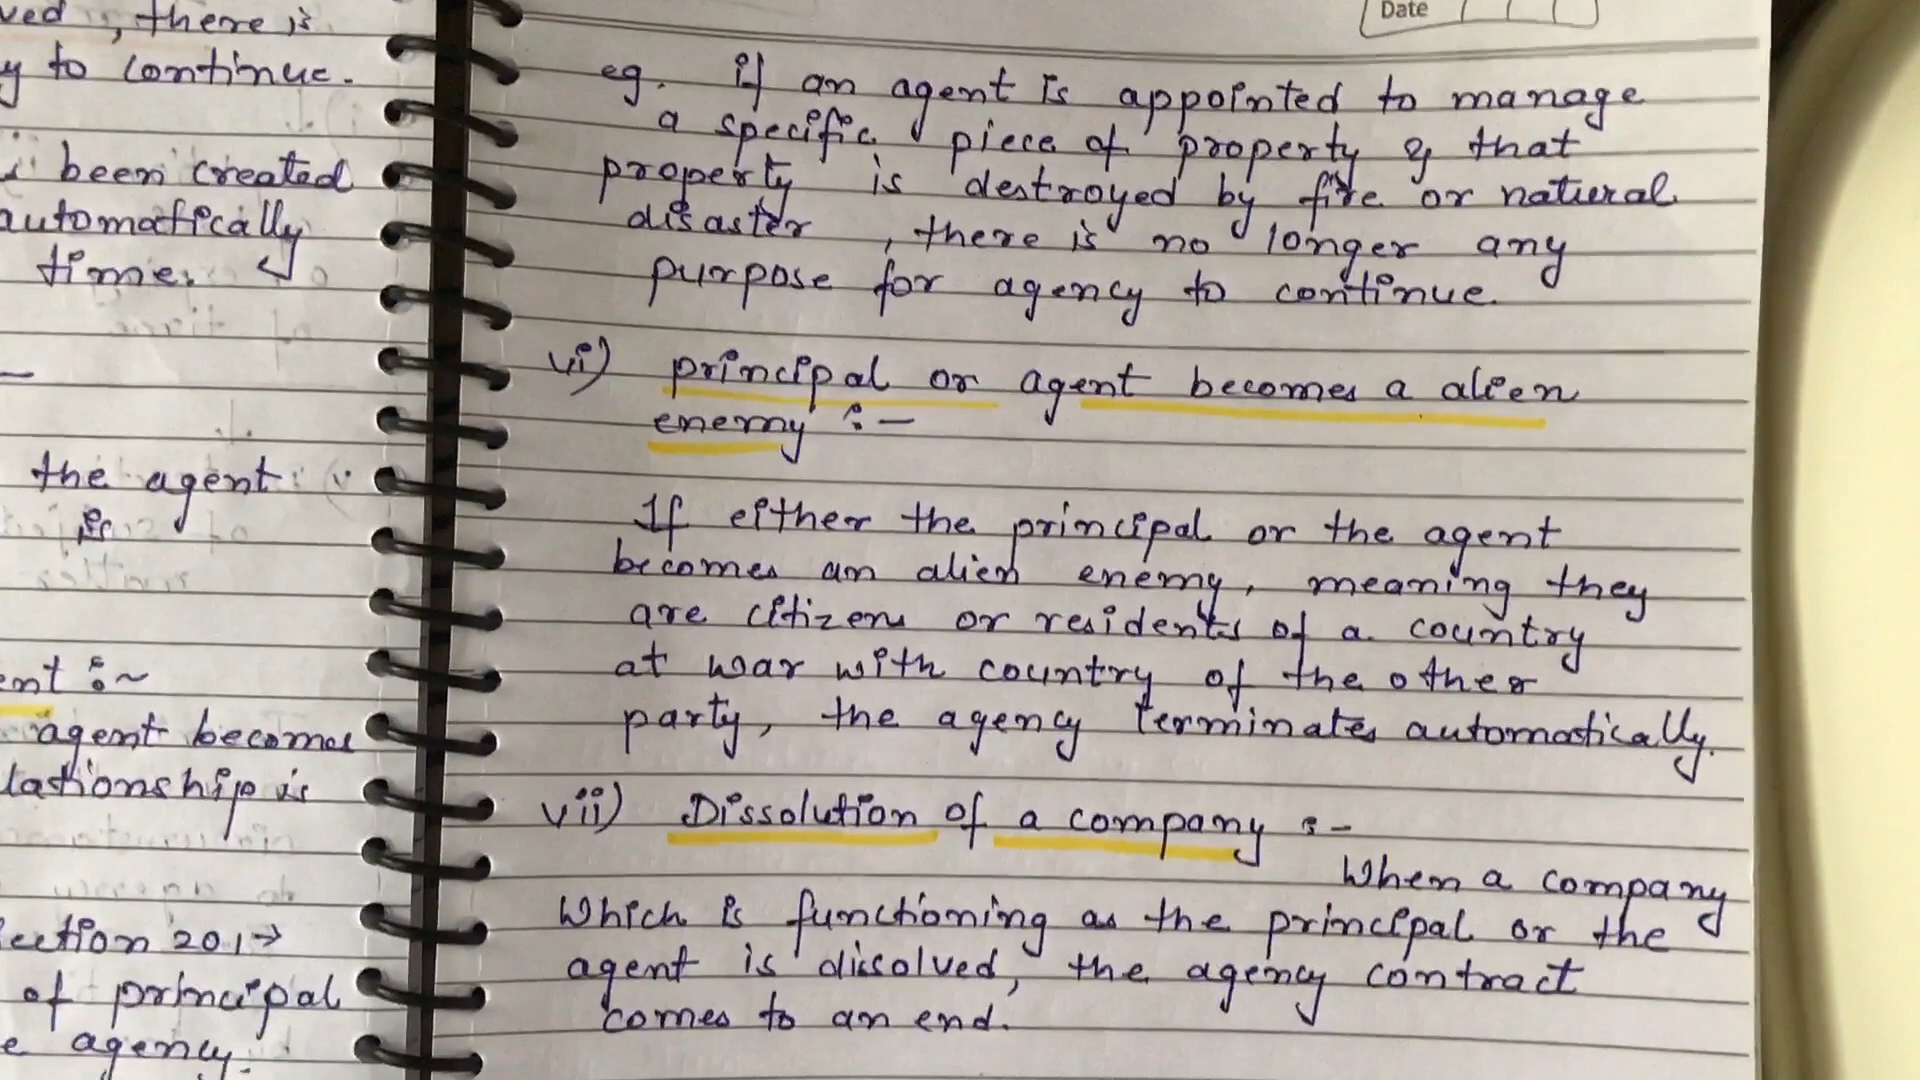 ved, there is
y to continue.
been created
automatically
time.
the agent
is
ent :~
agent becomes
lationship is
ection 201→
of principal
e agency.
Date
eg. if an agent is appointed to manage
a specific piece of property & that
property is destroyed by fire or natural
disaster, there is no longer any
purpose for agency to continue.
vi) principal or agent becomes a alien
enemy :-
If either the principal or the agent
becomes an alien enemy, meaning they
are citizens or residents of a country
at war with country of the other
party, the agency terminates automatically.
vii) Dissolution of a company :-
When a company
which is functioning as the principal or the
agent is dissolved, the agency contract
comes to an end.